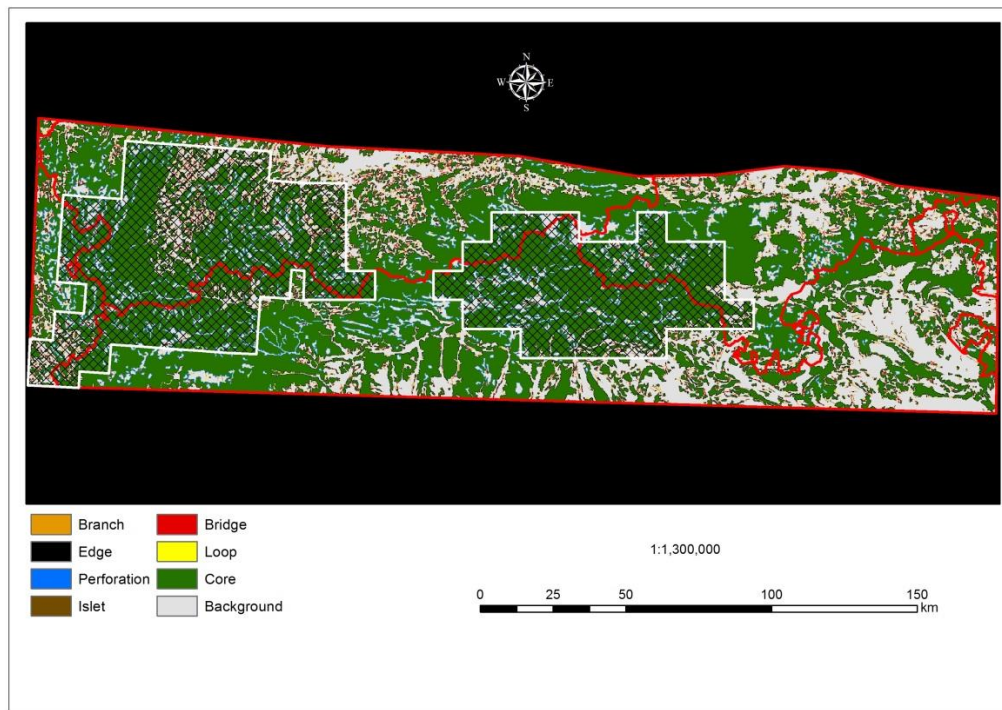 N
W E
S
Branch Bridge
Edge Loop
Perforation Core
Islet Background
1:1,300,000
0 25 50 100 150
km